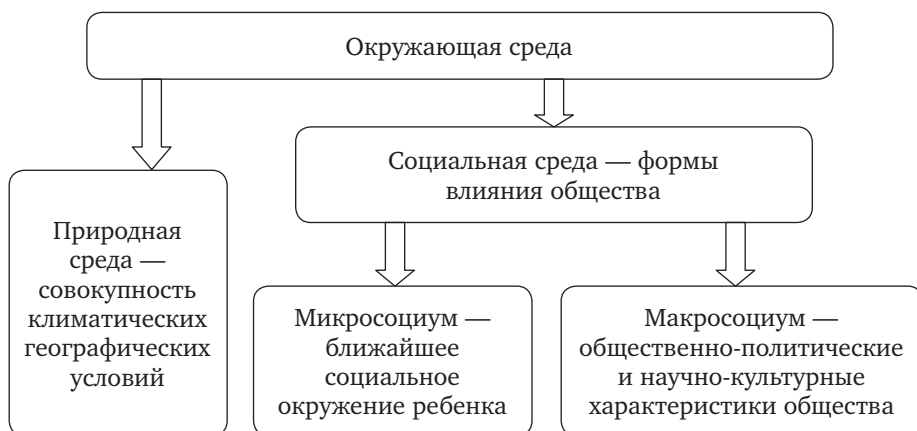 Окружающая среда
Социальная среда — формы
влияния общества
Природная
среда —
совокупность
климатических
географических
условий
Микросоциум —
ближайшее
социальное
окружение ребенка
Макросоциум —
общественно-политические
и научно-культурные
характеристики общества